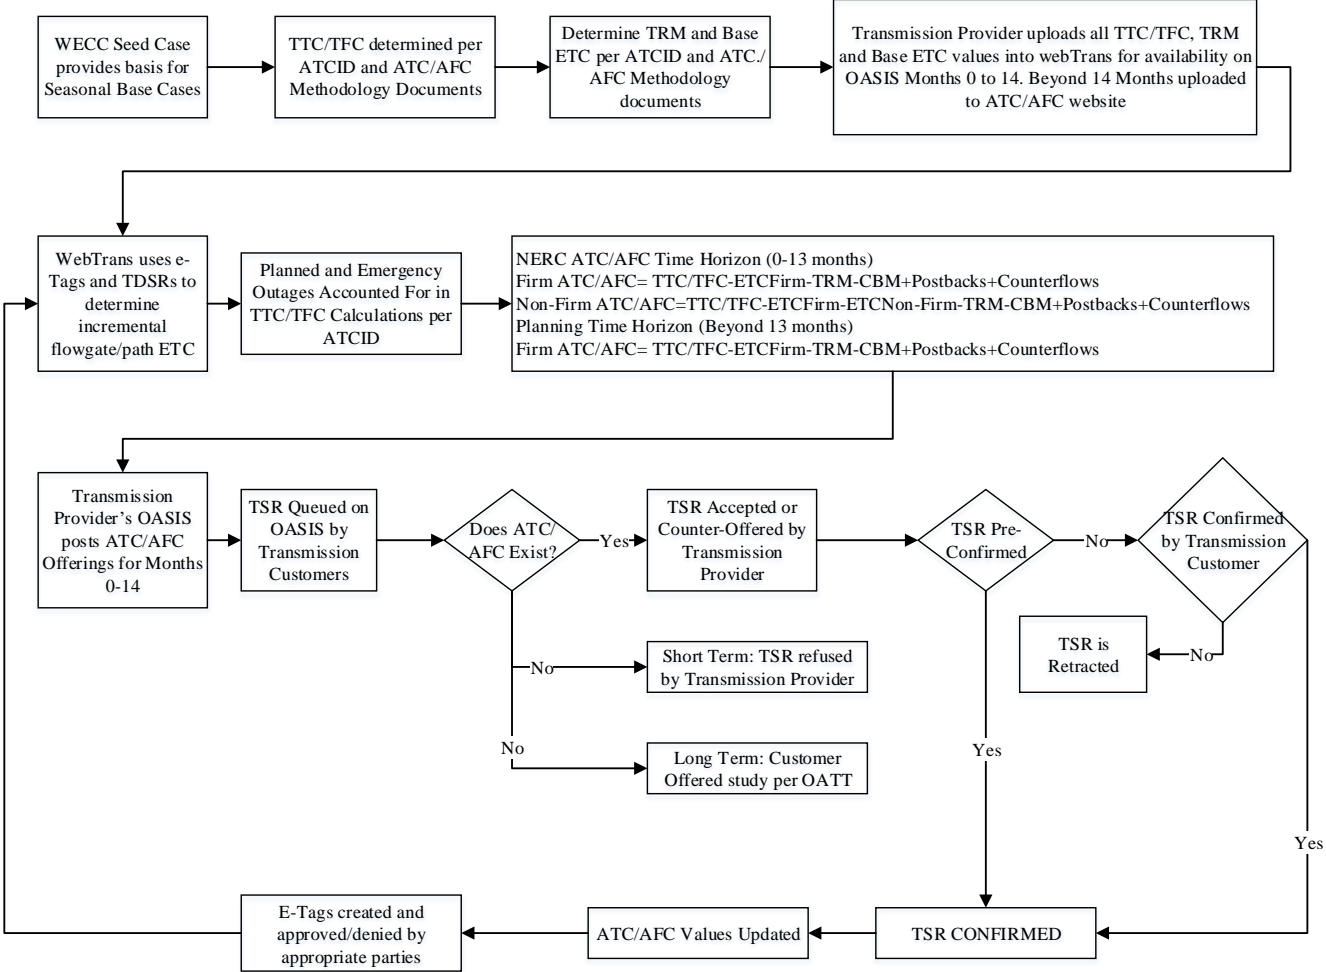 WECC Seed Case
provides basis for
Seasonal Base Cases
TTC/TFC determined per
ATCID and ATC/AFC
Methodology Documents
Determine TRM and Base
ETC per ATCID and ATC./
AFC Methodology
documents
Transmission Provider uploads all TTC/TFC, TRM
and Base ETC values into webTrans for availability on
OASIS Months 0 to 14. Beyond 14 Months uploaded
to ATC/AFC website
WebTrans uses e-
Tags and TDSRs to
determine
incremental
flowgate/path ETC
Planned and Emergency
Outages Accounted For in
TTC/TFC Calculations per
ATCID
NERC ATC/AFC Time Horizon (0-13 months)
Firm ATC/AFC= TTC/TFC-ETCFirm-TRM-CBM+Postbacks+Counterflows
Non-Firm ATC/AFC=TTC/TFC-ETCFirm-ETCNon-Firm-TRM-CBM+Postbacks+Counterflows
Planning Time Horizon (Beyond 13 months)
Firm ATC/AFC= TTC/TFC-ETCFirm-TRM-CBM+Postbacks+Counterflows
Transmission
Provider’s OASIS
posts ATC/AFC
Offerings for Months
0-14
TSR Queued on
OASIS by
Transmission
Customers
Does ATC/
AFC Exist?
Yes
TSR Accepted or
Counter-Offered by
Transmission
Provider
TSR Pre-
Confirmed
No
TSR Confirmed
by Transmission
Customer
No
TSR is
Retracted
No
Short Term: TSR refused
by Transmission Provider
No
Long Term: Customer
Offered study per OATT
Yes
Yes
E-Tags created and
approved/denied by
appropriate parties
ATC/AFC Values Updated
TSR CONFIRMED